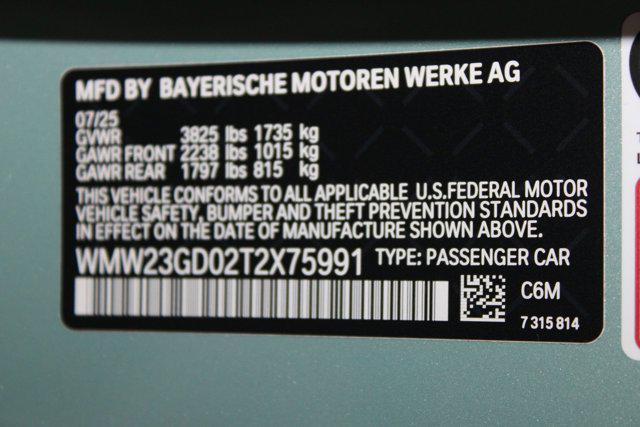 MFD BY BAYERISCHE MOTOREN WERKE AG
07/25
GVWR 3825 lbs 1735 kg
GAWR FRONT 2238 lbs 1015 kg
GAWR REAR 1797 lbs 815 kg
THIS VEHICLE CONFORMS TO ALL APPLICABLE U.S.FEDERAL MOTOR
VEHICLE SAFETY, BUMPER AND THEFT PREVENTION STANDARDS
IN EFFECT ON THE DATE OF MANUFACTURE SHOWN ABOVE.
WMW23GD02T2X75991 TYPE: PASSENGER CAR
C6M
7 315 814